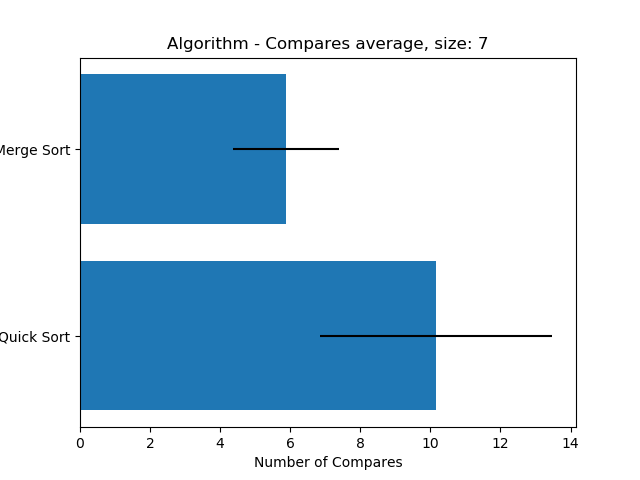 Algorithm - Compares average, size: 7
Merge Sort
Quick Sort
0 2 4 6 8 10 12 14
Number of Compares